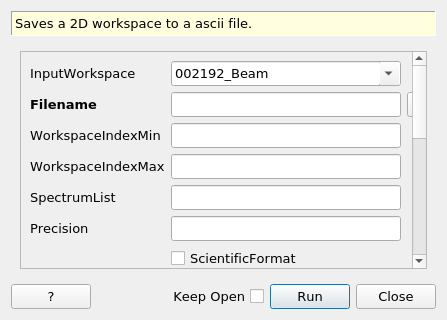 Saves a 2D workspace to a ascii file.
InputWorkspace 002192_Beam
Filename
WorkspaceIndexMin
WorkspaceIndexMax
SpectrumList
Precision
ScientificFormat
? Keep Open Run Close